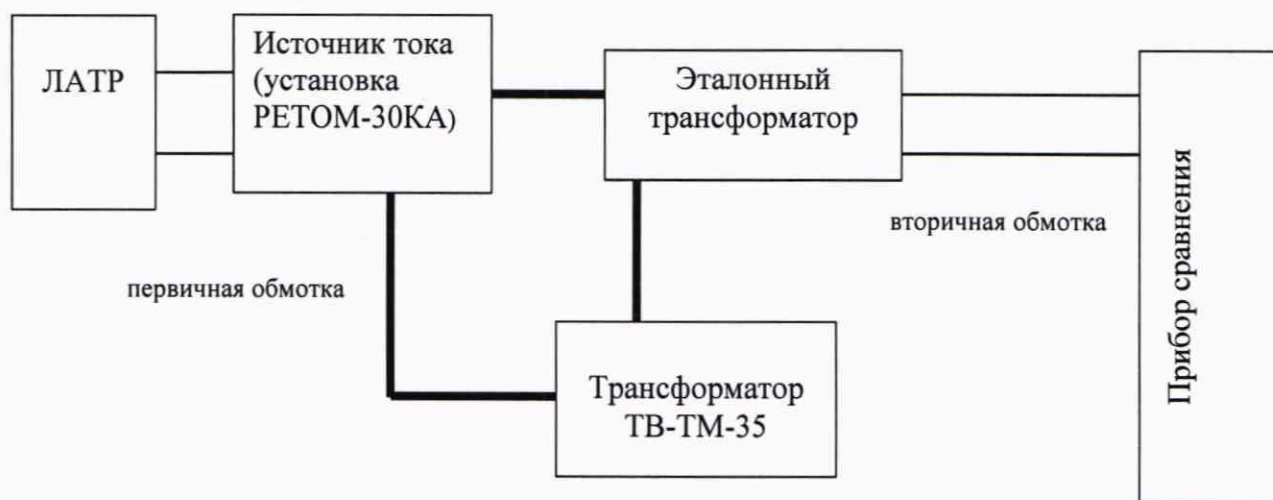 ЛАТР
Источник тока
(установка
РЕТОМ-30КА)
Эталонный
трансформатор
вторичная обмотка
Прибор сравнения
первичная обмотка
Трансформатор
ТВ-ТМ-35